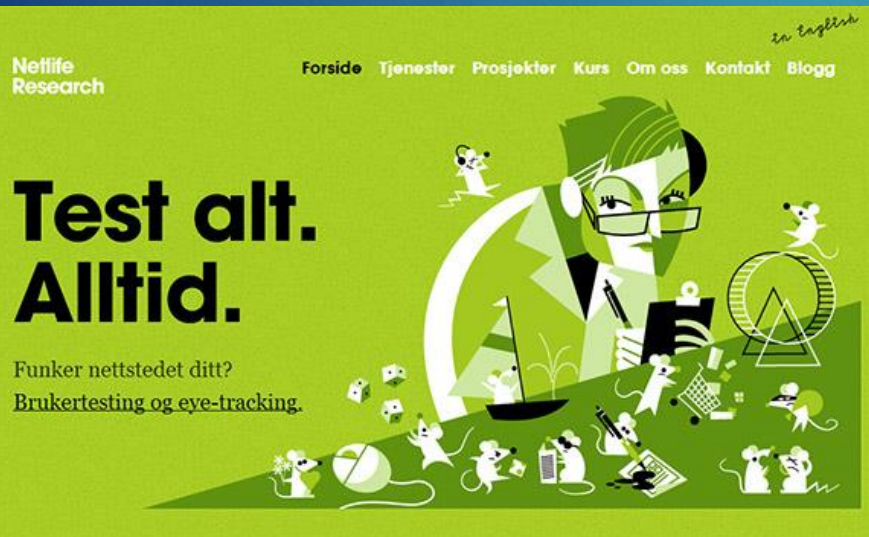 in English
Netlife
Research
Forside Tjenester Prosjekter Kurs Om oss Kontakt Blogg
Test alt.
Alltid.
Funker nettstedet ditt?
Brukertesting og eye-tracking.